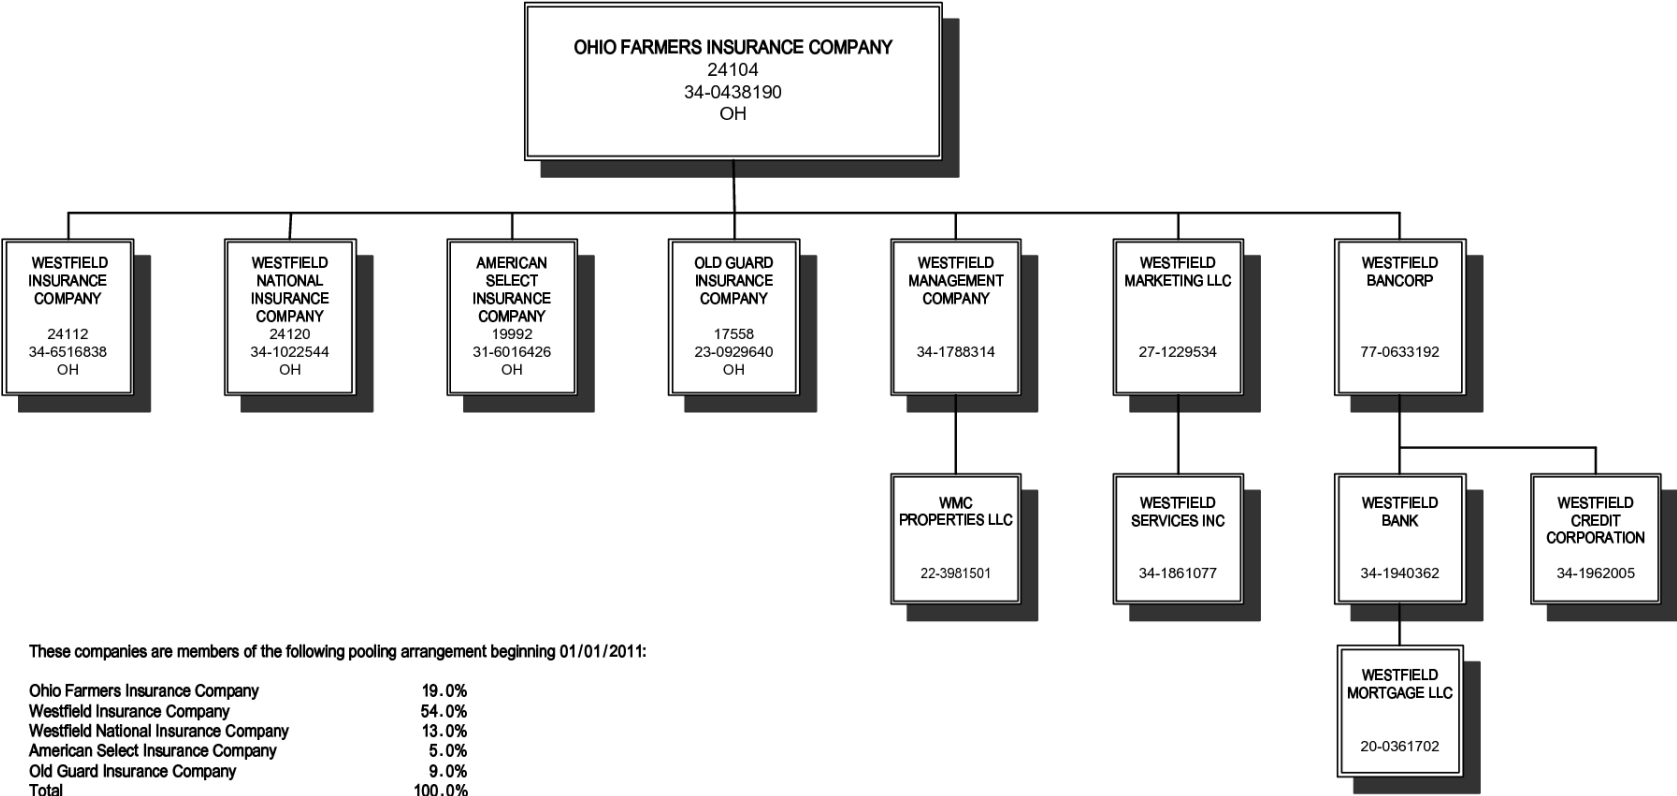 OHIO FARMERS INSURANCE COMPANY
24104
34-0438190
OH
WESTFIELD
INSURANCE
COMPANY
24112
34-6516838
OH
WESTFIELD
NATIONAL
INSURANCE
COMPANY
24120
34-1022544
OH
AMERICAN
SELECT
INSURANCE
COMPANY
19992
31-6016426
OH
OLD GUARD
INSURANCE
COMPANY
17558
23-0929640
OH
WESTFIELD
MANAGEMENT
COMPANY
34-1788314
WESTFIELD
MARKETING LLC
27-1229534
WESTFIELD
BANCORP
77-0633192
WMC
PROPERTIES LLC
22-3981501
WESTFIELD
SERVICES INC
34-1861077
WESTFIELD
BANK
34-1940362
WESTFIELD
CREDIT
CORPORATION
34-1962005
WESTFIELD
MORTGAGE LLC
20-0361702
These companies are members of the following pooling arrangement beginning 01/01/2011:
Ohio Farmers Insurance Company 19.0%
Westfield Insurance Company 54.0%
Westfield National Insurance Company 13.0%
American Select Insurance Company 5.0%
Old Guard Insurance Company 9.0%
Total 100.0%